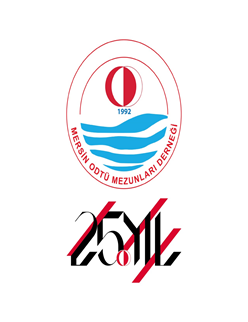 1992
MERSİN ODTÜ MEZUNLARI DERNEĞİ
25.YIL